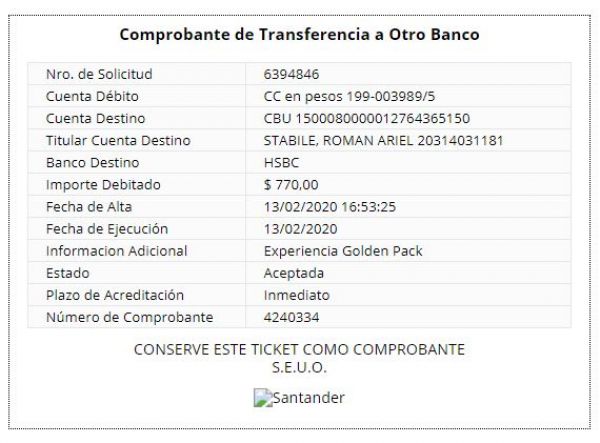 Comprobante de Transferencia a Otro Banco
Nro. de Solicitud 6394846
Cuenta Débito CC en pesos 199-003989/5
Cuenta Destino CBU 1500080000012764365150
Titular Cuenta Destino STABILE, ROMAN ARIEL 20314031181
Banco Destino HSBC
Importe Debitado $ 770,00
Fecha de Alta 13/02/2020 16:53:25
Fecha de Ejecución 13/02/2020
Informacion Adicional Experiencia Golden Pack
Estado Aceptada
Plazo de Acreditación Inmediato
Número de Comprobante 4240334
CONSERVE ESTE TICKET COMO COMPROBANTE
S.E.U.O.
Santander